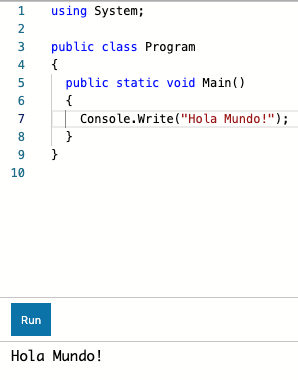 1 using System;
2
3 public class Program
4 {
5 public static void Main()
6 {
7 Console.Write("Hola Mundo!");
8 }
9 }
10
Run
Hola Mundo!